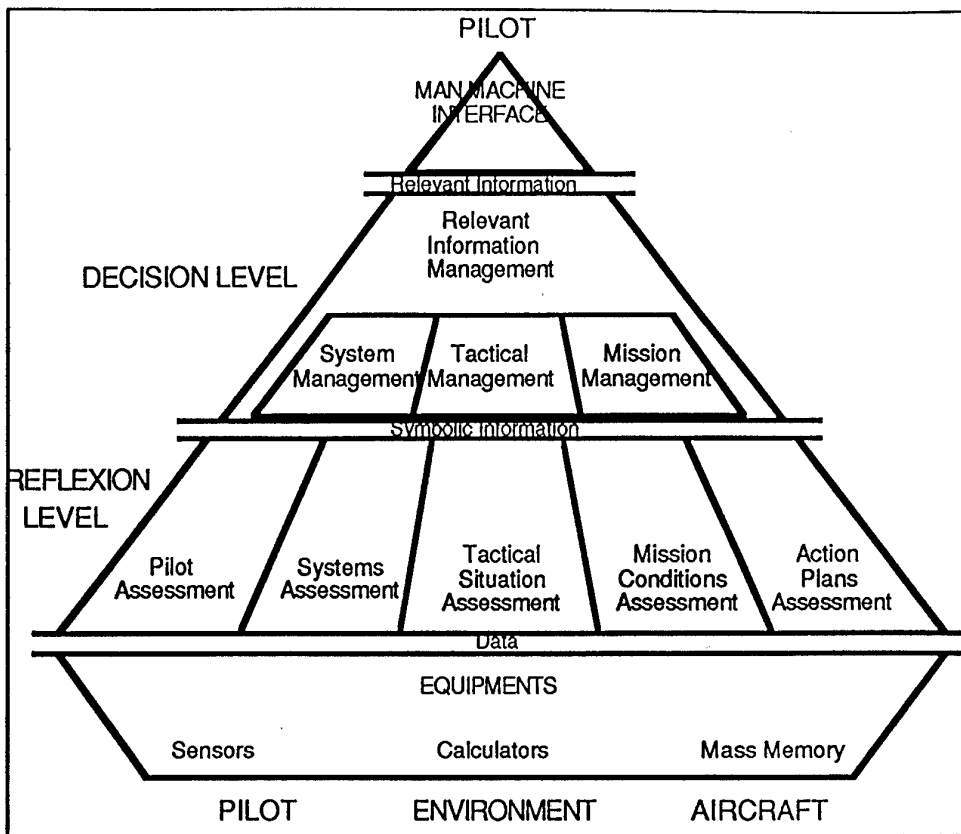 PILOT
MAN MACHINE
INTERFACE
Relevant Information
Relevant
Information
Management
DECISION LEVEL
System
Management
Tactical
Management
Mission
Management
Symbolic Information
REFLEXION
LEVEL
Pilot
Assessment
Systems
Assessment
Tactical
Situation
Assessment
Mission
Conditions
Assessment
Action
Plans
Assessment
Data
EQUIPMENTS
Sensors
Calculators
Mass Memory
PILOT
ENVIRONMENT
AIRCRAFT